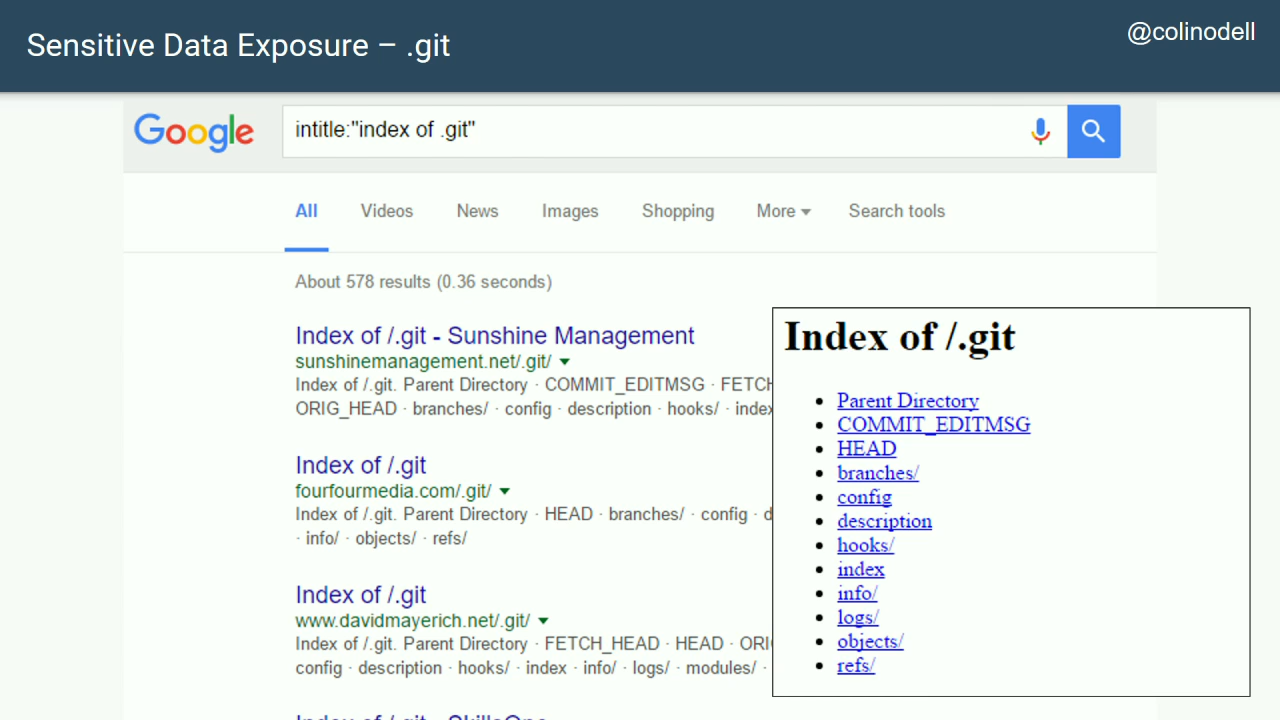 Sensitive Data Exposure – .git
@colinodell
Google
intitle:"index of .git"
All Videos News Images Shopping More Search tools
About 578 results (0.36 seconds)
Index of /.git - Sunshine Management
sunshinemanagement.net/.git/
Index of /.git. Parent Directory · COMMIT_EDITMSG ·
ORIG_HEAD · branches/ · config · description · hooks/ · index
Index of /.git
fourfourmedia.com/.git/
Index of /.git. Parent Directory · HEAD · branches/ · config ·
· info/ · objects/ · refs/
Index of /.git
www.davidmayerich.net/.git/
Index of /.git. Parent Directory · FETCH_HEAD · HEAD ·
config · description · hooks/ · index · info/ · logs/ · modules/ ·
Index of /.git
Parent Directory
COMMIT_EDITMSG
HEAD
branches/
config
description
hooks/
index
info/
logs/
objects/
refs/